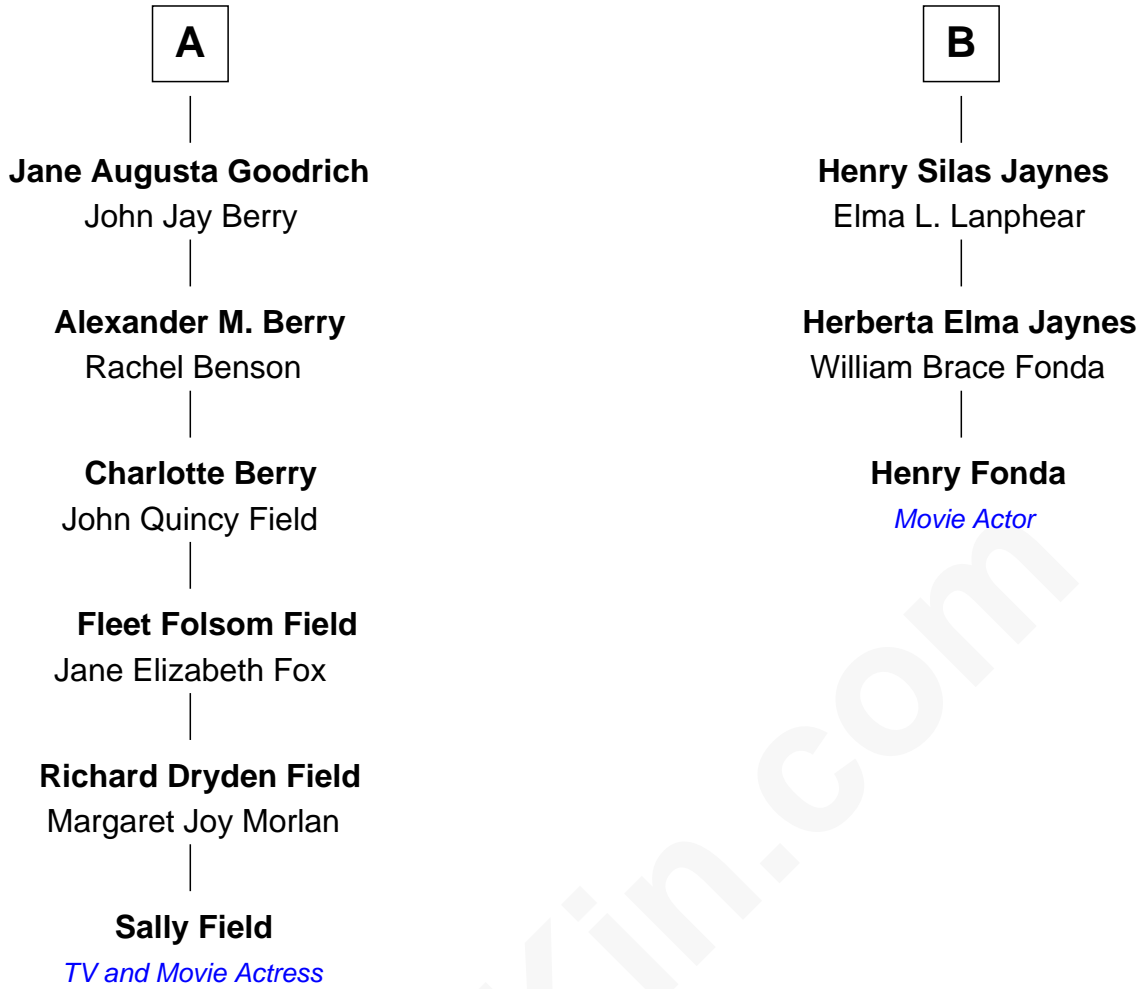 A
Jane Augusta Goodrich
John Jay Berry
Alexander M. Berry
Rachel Benson
Charlotte Berry
John Quincy Field
Fleet Folsom Field
Jane Elizabeth Fox
Richard Dryden Field
Margaret Joy Morlan
Sally Field
TV and Movie Actress
B
Henry Silas Jaynes
Elma L. Lanphear
Herberta Elma Jaynes
William Brace Fonda
Henry Fonda
Movie Actor
Kin.com